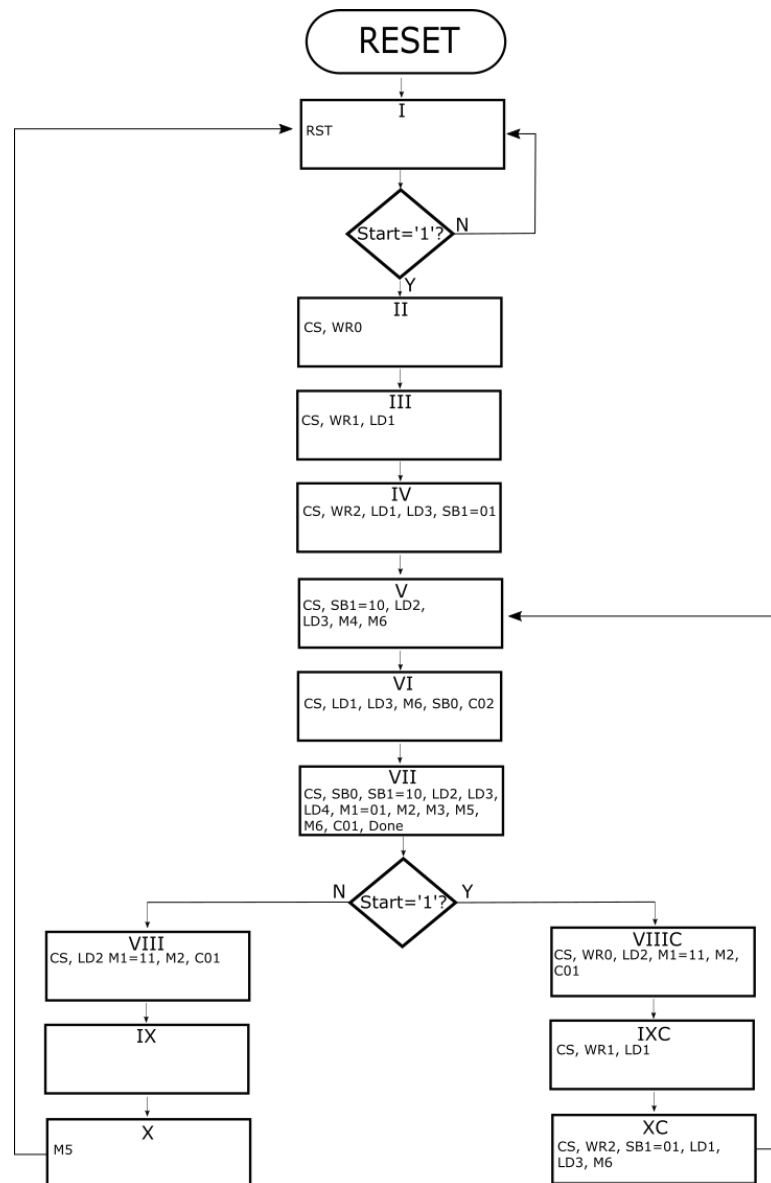 RESET
I
RST
Start='1'?
N
Y
II
CS, WR0
III
CS, WR1, LD1
IV
CS, WR2, LD1, LD3, SB1=01
V
CS, SB1=10, LD2,
LD3, M4, M6
VI
CS, LD1, LD3, M6, SB0, C02
VII
CS, SB0, SB1=10, LD2, LD3,
LD4, M1=01, M2, M3, M5,
M6, C01, Done
N
Start='1'?
Y
VIII
CS, LD2 M1=11, M2, C01
IX
X
M5
VIIIC
CS, WR0, LD2, M1=11, M2,
C01
IXC
CS, WR1, LD1
XC
CS, WR2, SB1=01, LD1,
LD3, M6